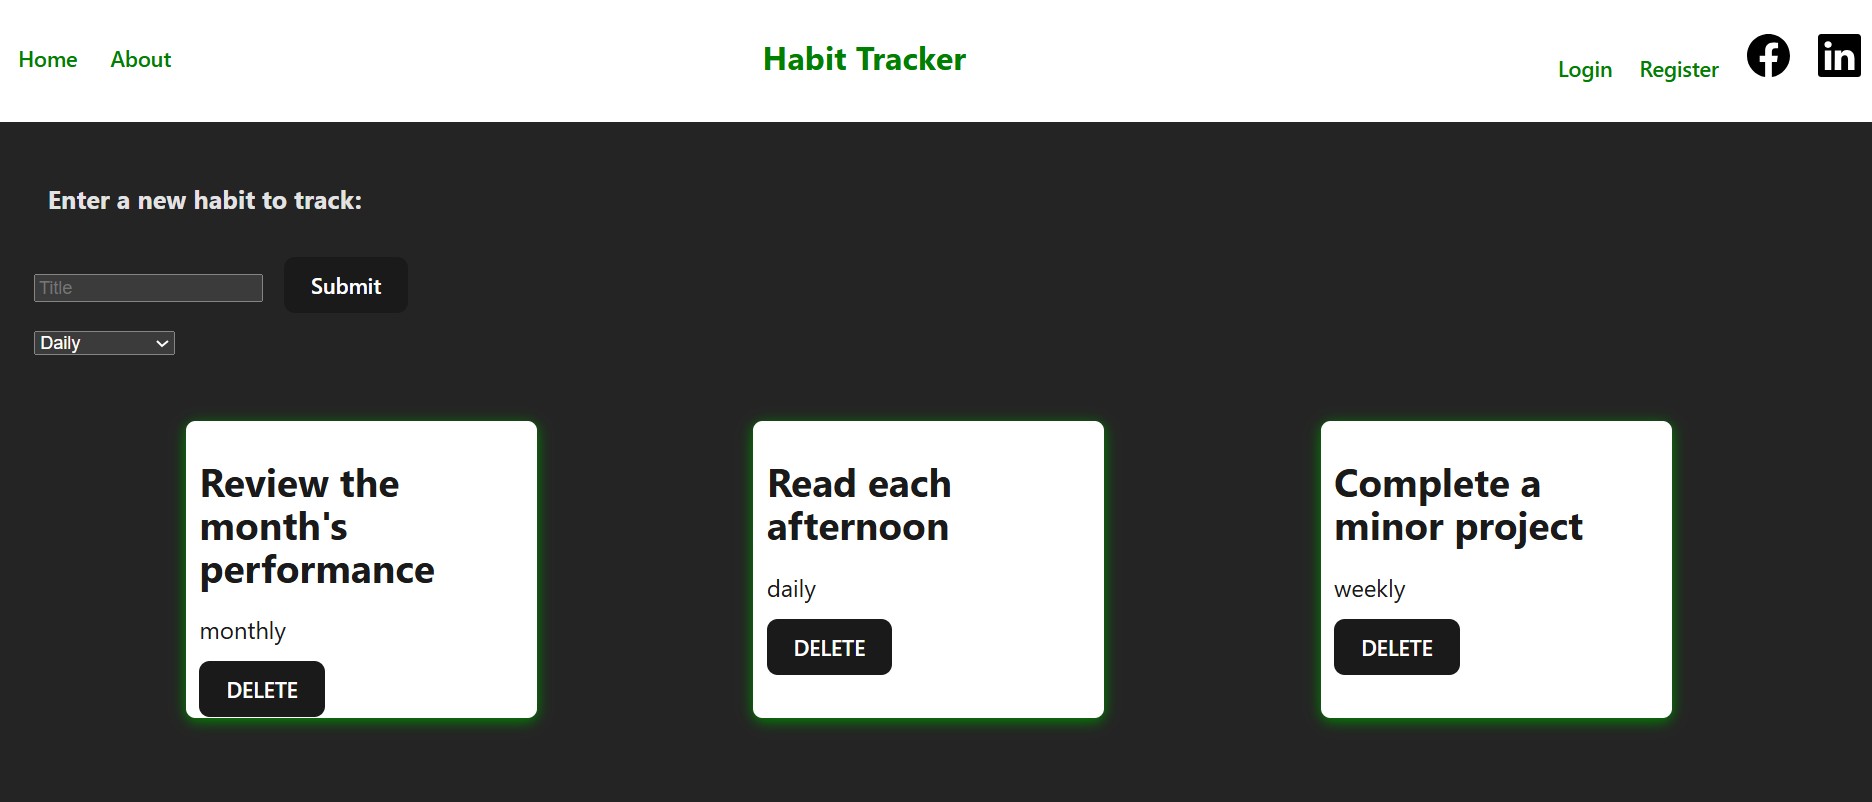 Home About Habit Tracker Login Register
Enter a new habit to track:
Title Submit
Daily
Review the
month's
performance
monthly
DELETE
Read each
afternoon
daily
DELETE
Complete a
minor project
weekly
DELETE